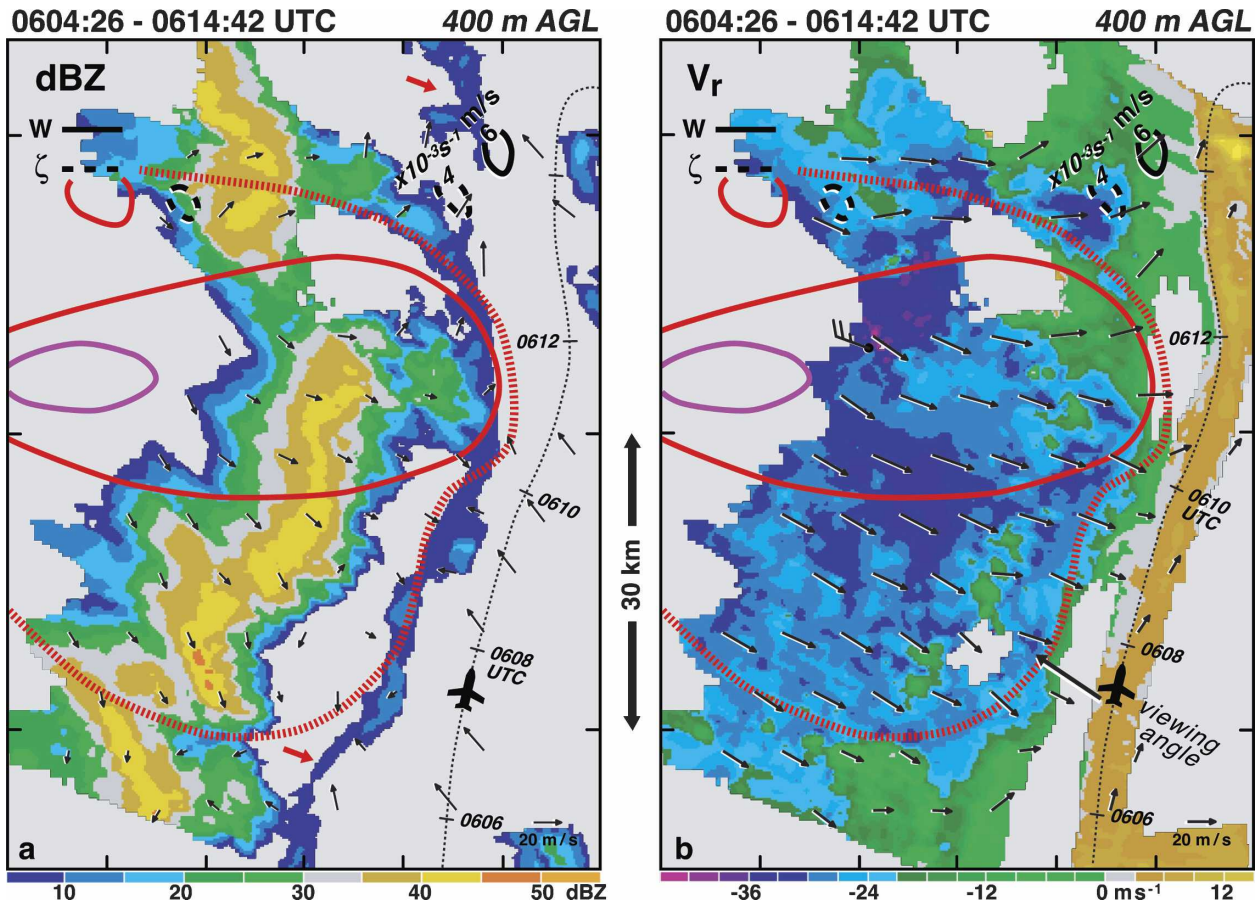 0604:26 - 0614:42 UTC
400 m AGL
dBZ
W
ζ
x10⁻³s⁻¹ m/s
4
6
0612
0610
0608
UTC
0606
20 m/s
a
10 20 30 40 50 dBZ
30 km
0604:26 - 0614:42 UTC
400 m AGL
Vr
W
ζ
x10⁻³s⁻¹ m/s
4
6
0612
0610
UTC
0608
viewing
angle
0606
20 m/s
b
-36 -24 -12 0 ms⁻¹ 12